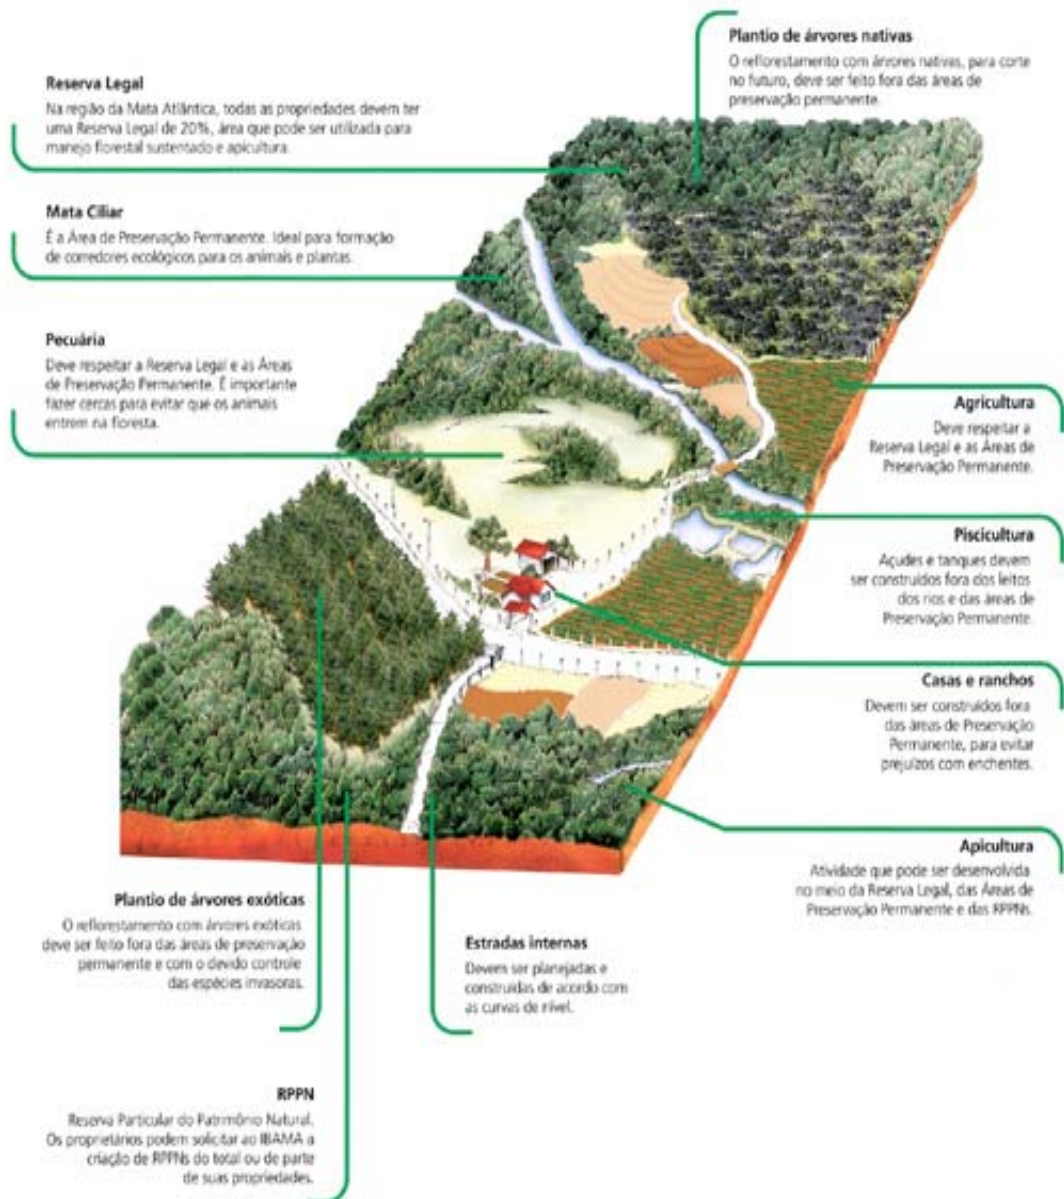 Plantio de árvores nativas
O reflorestamento com árvores nativas, para corte
no futuro, deve ser feito fora das áreas de
preservação permanente.
Reserva Legal
Na região da Mata Atlântica, todas as propriedades devem ter
uma Reserva Legal de 20%, área que pode ser utilizada para
manejo florestal sustentado e apicultura.
Mata Ciliar
É a Área de Preservação Permanente. Ideal para formação
de corredores ecológicos para os animais e plantas.
Pecuária
Deve respeitar a Reserva Legal e as Áreas
de Preservação Permanente. É importante
fazer cercas para evitar que os animais
entrem na floresta.
Agricultura
Deve respeitar a
Reserva Legal e as Áreas de
Preservação Permanente.
Piscicultura
Açudes e tanques devem
ser construídos fora dos leitos
dos rios e das áreas de
Preservação Permanente.
Casas e ranchos
Devem ser construídos fora
das áreas de Preservação
Permanente, para evitar
prejuízos com enchentes.
Apicultura
Atividade que pode ser desenvolvida
no meio da Reserva Legal, das Áreas de
Preservação Permanente e das RPPNs.
Plantio de árvores exóticas
O reflorestamento com árvores exóticas
deve ser feito fora das áreas de preservação
permanente e com o devido controle
das espécies invasoras.
Estradas internas
Devem ser planejadas e
construídas de acordo com
as curvas de nível.
RPPN
Reserva Particular do Patrimônio Natural.
Os proprietários podem solicitar ao IBAMA a
criação de RPPNs do total ou de parte
de suas propriedades.